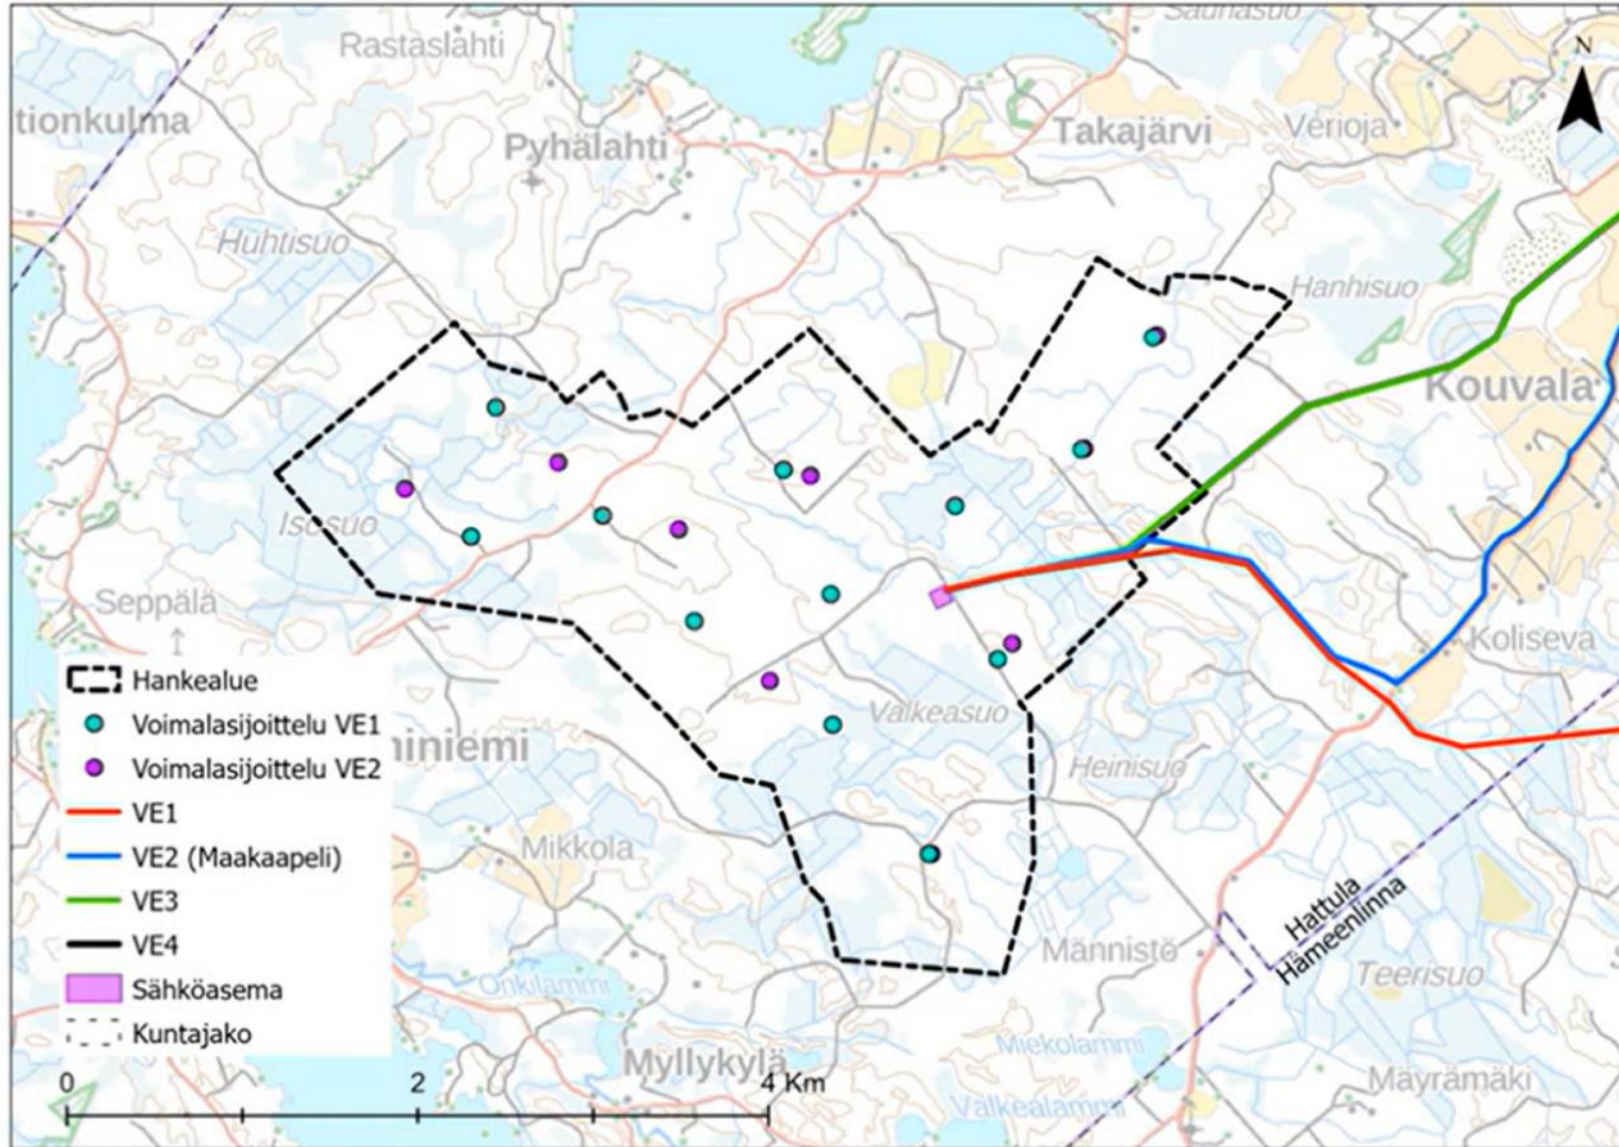 Saunasuo
Rastaslahti
N
tionkulma
Pyhälahti
Takajärvi
Verioja
Huhtisuo
Hanhisuo
Kouvala
Isosuo
Seppälä
Koliseva
Hankealue
Voimalasijoittelu VE1
Valkeasuo
niniemi
Voimalasijoittelu VE2
Heinisuo
VE1
Mikkola
VE2 (Maakaapeli)
VE3
Hattula
Hämeenlinna
VE4
Männistö
Teerisuo
Sähköasema
Onkilammi
Kuntajako
Miekolammi
Myllykylä
0
2
4 Km
Mäyrämäki
Valkealammi